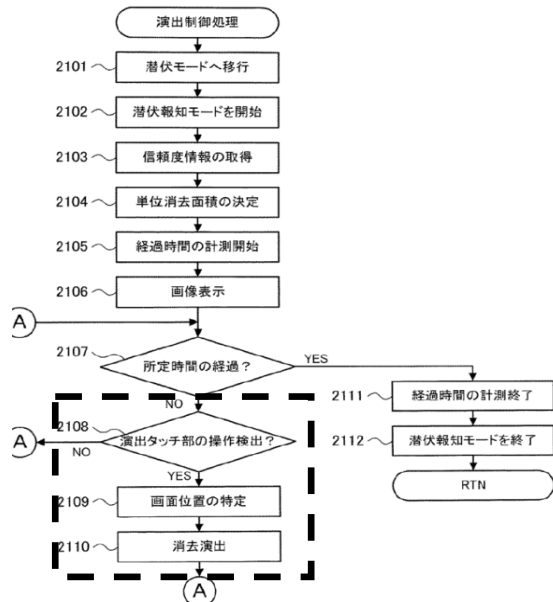 演出制御処理
2101 潜伏モードへ移行
2102 潜伏報知モードを開始
2103 信頼度情報の取得
2104 単位消去面積の決定
2105 経過時間の計測開始
2106 画像表示
A
2107 所定時間の経過？
YES
NO
2108 演出タッチ部の操作検出？
A
NO
YES
2109 画面位置の特定
2110 消去演出
A
2111 経過時間の計測終了
2112 潜伏報知モードを終了
RTN